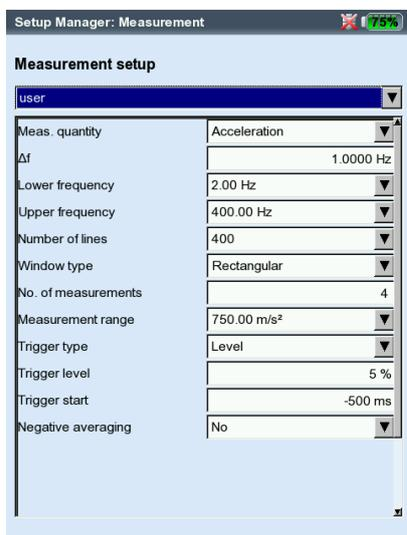 Setup Manager: Measurement 75%
Measurement setup
user
Meas. quantity Acceleration
Δf 1.0000 Hz
Lower frequency 2.00 Hz
Upper frequency 400.00 Hz
Number of lines 400
Window type Rectangular
No. of measurements 4
Measurement range 750.00 m/s²
Trigger type Level
Trigger level 5 %
Trigger start -500 ms
Negative averaging No